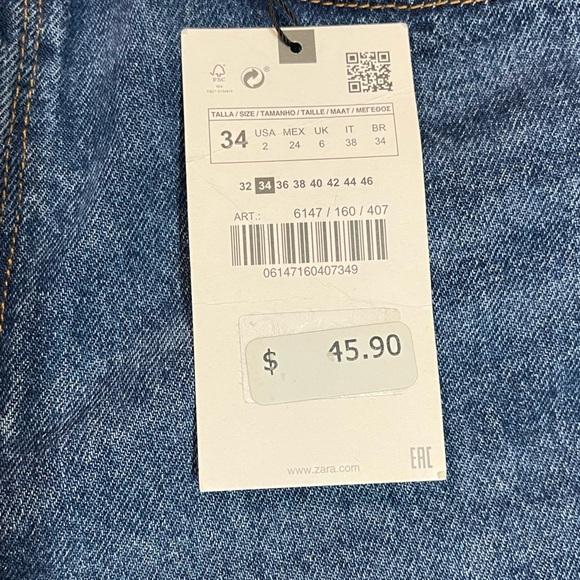 FSC
TALLA / SIZE / TAMANHO / TAILLE / MAAT / ΜΕΓΕΘΟΣ
34 USA MEX UK IT BR
2 24 6 38 34
32 34 36 38 40 42 44 46
ART.: 6147 / 160 / 407
06147160407349
$ 45.90
www.zara.com
EAC